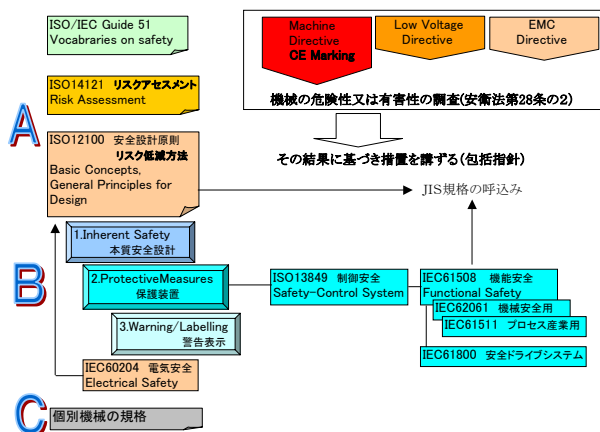 ISO/IEC Guide 51
Vocabraries on safety
Machine
Directive
CE Marking
Low Voltage
Directive
EMC
Directive
ISO14121 リスクアセスメント
Risk Assessment
機械の危険性又は有害性の調査(安衛法第28条の2)
A
ISO12100 安全設計原則
リスク低減方法
Basic Concepts,
General Principles for
Design
その結果に基づき措置を講ずる(包括指針)
JIS規格の呼込み
1.Inherent Safety
本質安全設計
B
2.ProtectiveMeasures
保護装置
ISO13849 制御安全
Safety-Control System
IEC61508 機能安全
Functional Safety
IEC62061 機械安全用
IEC61511 プロセス産業用
3.Warning/Labelling
警告表示
IEC61800 安全ドライブシステム
IEC60204 電気安全
Electrical Safety
C
個別機械の規格